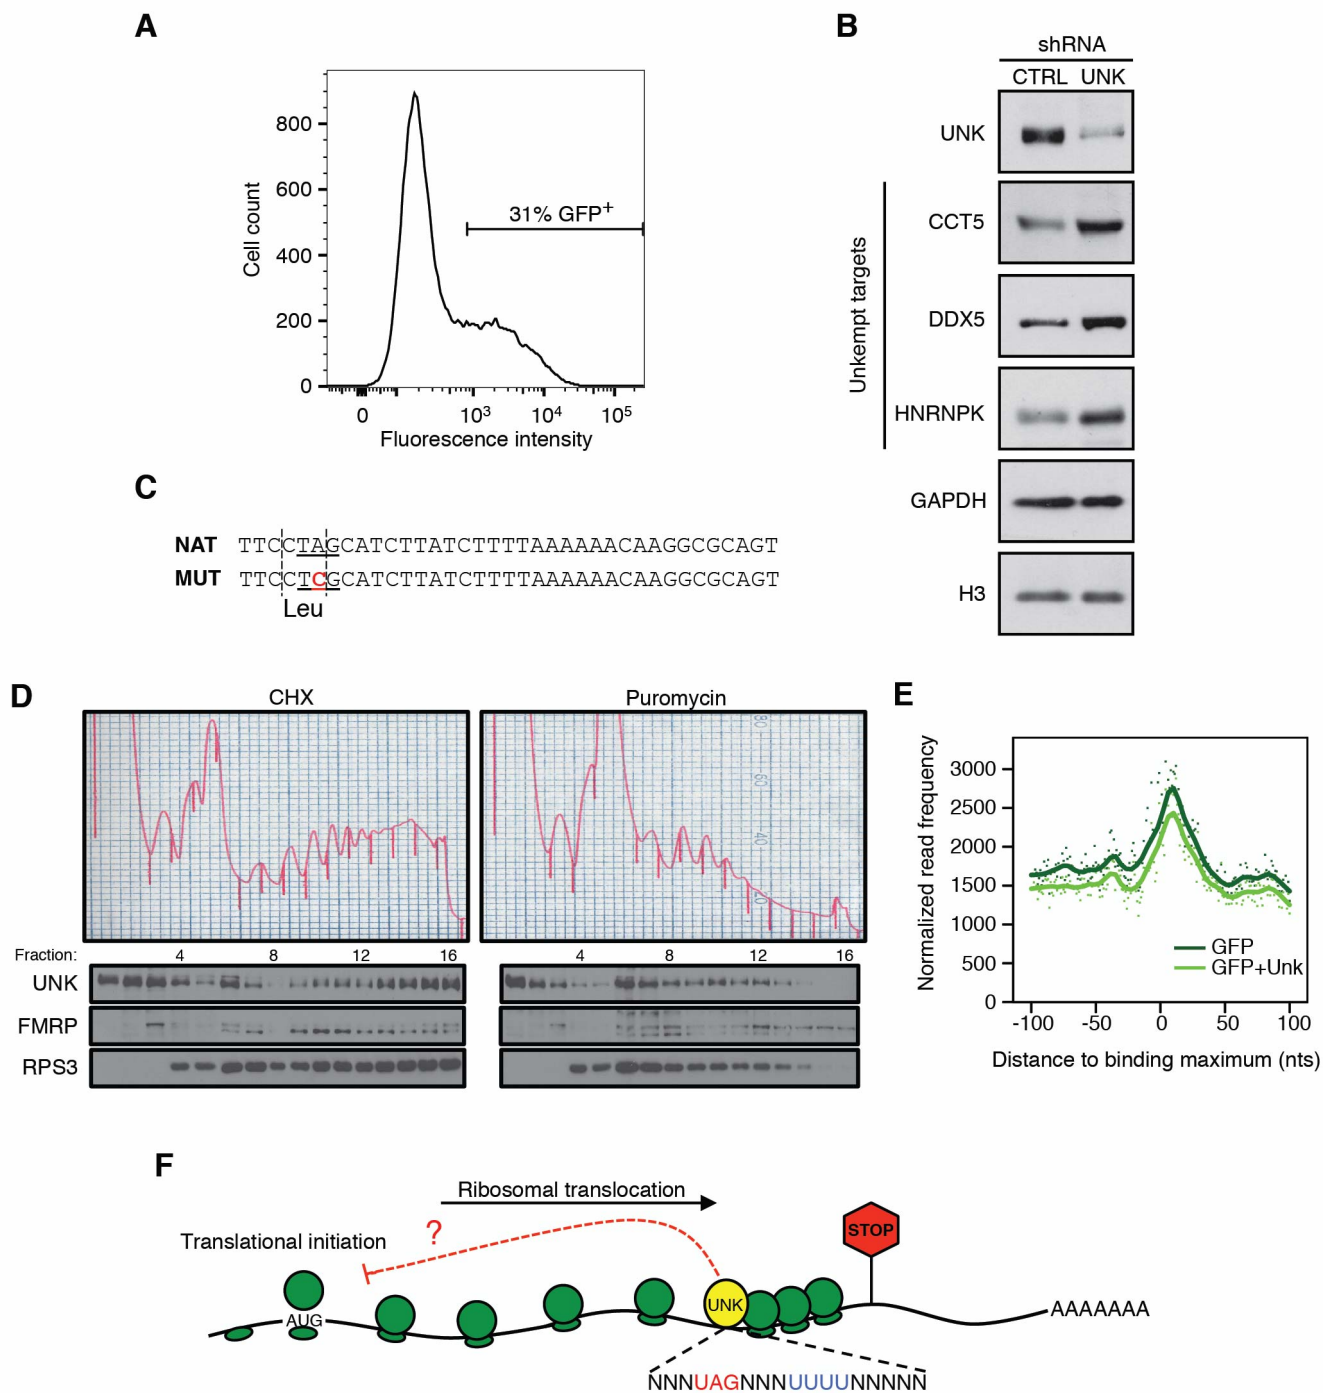 A
Cell count
800
600
400
200
0
31% GFP+
0 10³ 10⁴ 10⁵
Fluorescence intensity
B
shRNA
CTRL UNK
UNK
Unkempt targets
CCT5
DDX5
HNRNPK
GAPDH
H3
C
NAT TTCCTAGCATCTTATCTTTTAAAAAACAAGGCGCAGT
MUT TTCCTCGCATCTTATCTTTTAAAAAACAAGGCGCAGT
Leu
D
CHX Puromycin
80
60
40
20
Fraction: 4 8 12 16 4 8 12 16
UNK
FMRP
RPS3
E
Normalized read frequency
3000
2500
2000
1500
1000
500
0
GFP
GFP+Unk
-100 -50 0 50 100
Distance to binding maximum (nts)
F
Ribosomal translocation
?
Translational initiation
STOP
UNK
AUG
AAAAAAA
NNNUAGNNNUUUUNNNNN